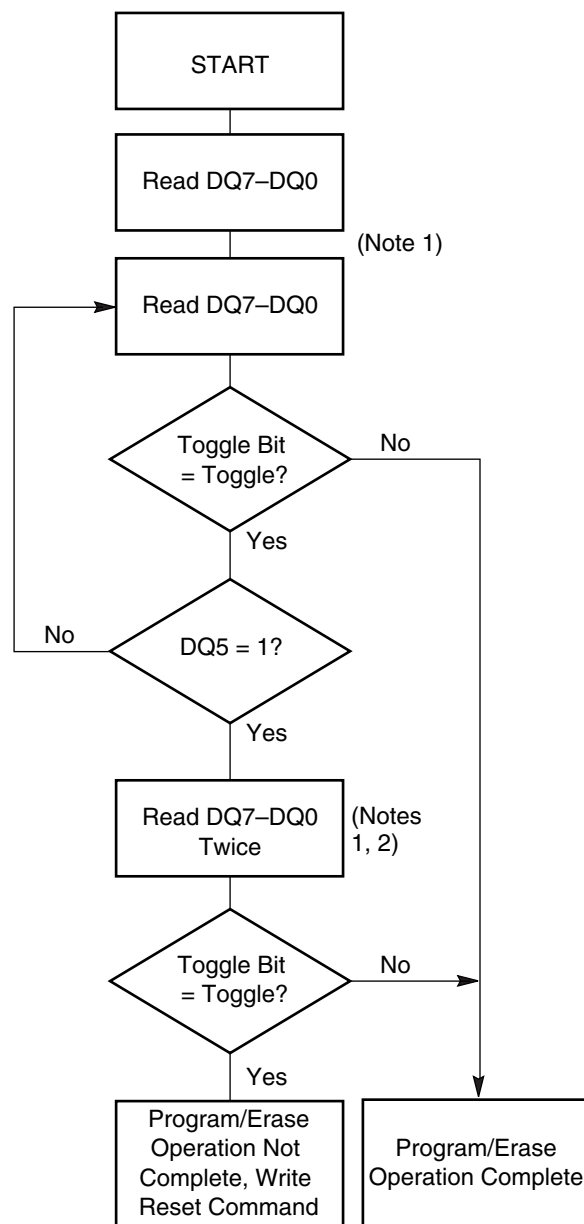 START
Read DQ7–DQ0
(Note 1)
Read DQ7–DQ0
Toggle Bit
= Toggle?
No
Yes
No
DQ5 = 1?
Yes
Read DQ7–DQ0
Twice
(Notes
1, 2)
Toggle Bit
= Toggle?
No
Yes
Program/Erase
Operation Not
Complete, Write
Reset Command
Program/Erase
Operation Complete